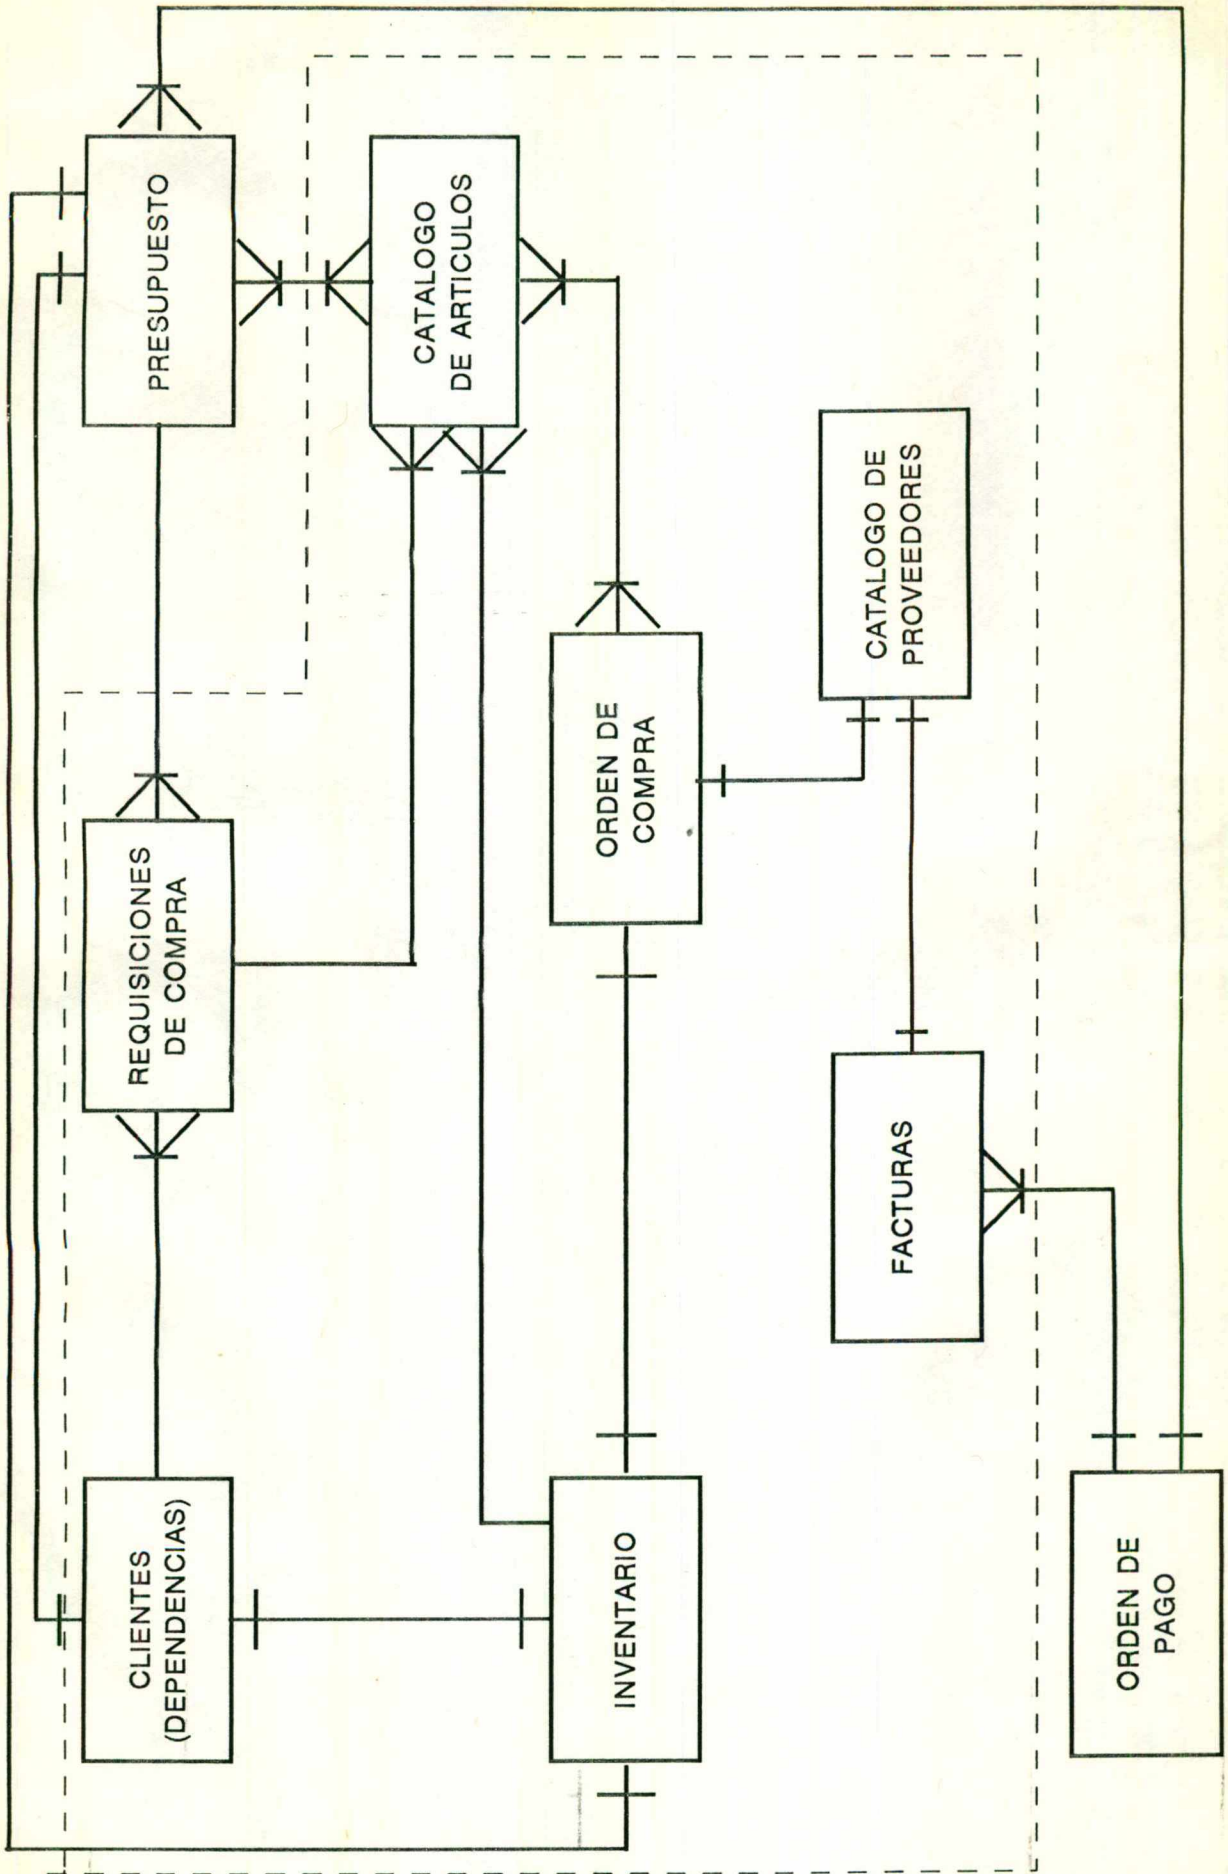 CLIENTES
(DEPENDENCIAS)
REQUISICIONES
DE COMPRA
PRESUPUESTO
CATALOGO
DE ARTICULOS
INVENTARIO
ORDEN DE
COMPRA
CATALOGO DE
PROVEEDORES
FACTURAS
ORDEN DE
PAGO